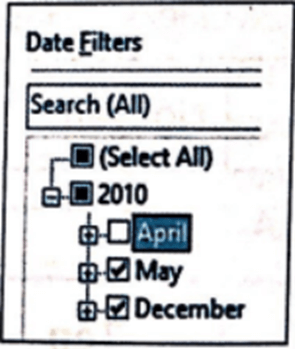 Date Filters
Search (All)
(Select All)
2010
April
May
December